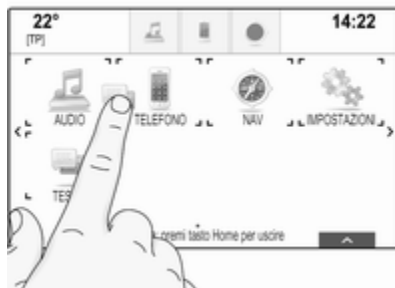 22°
14:22
[TP]
AUDIO
TELEFONO
NAV
IMPOSTAZIONI
premi tasto Home per uscire